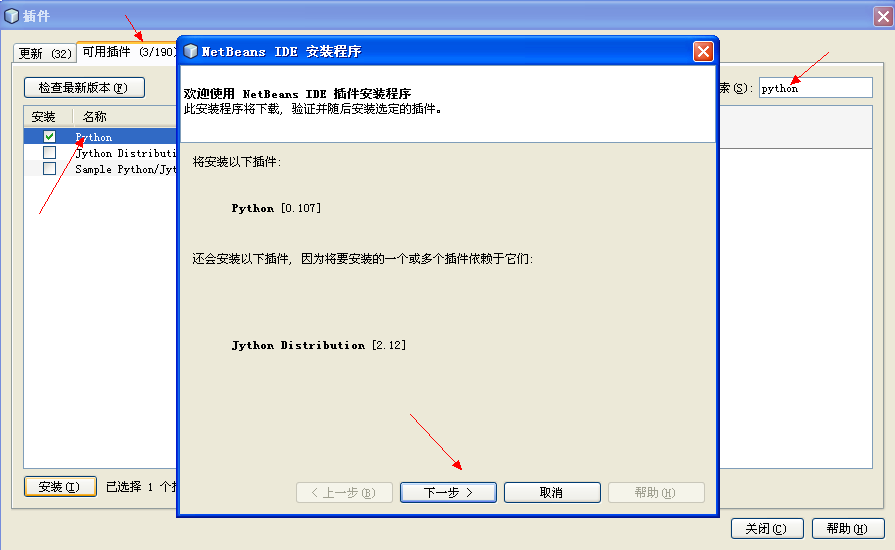 插件
更新 (32)
可用插件 (3/190)
检查最新版本(F)
索(S):
python
安装
名称
Python
Jython Distributi
Sample Python/Jyt
NetBeans IDE 安装程序
欢迎使用 NetBeans IDE 插件安装程序
此安装程序将下载, 验证并随后安装选定的插件。
将安装以下插件:
Python [0.107]
还会安装以下插件, 因为将要安装的一个或多个插件依赖于它们:
Jython Distribution [2.12]
< 上一步(B)
下一步 >
取消
帮助(H)
安装(I)
已选择 1 个
关闭(C)
帮助(H)